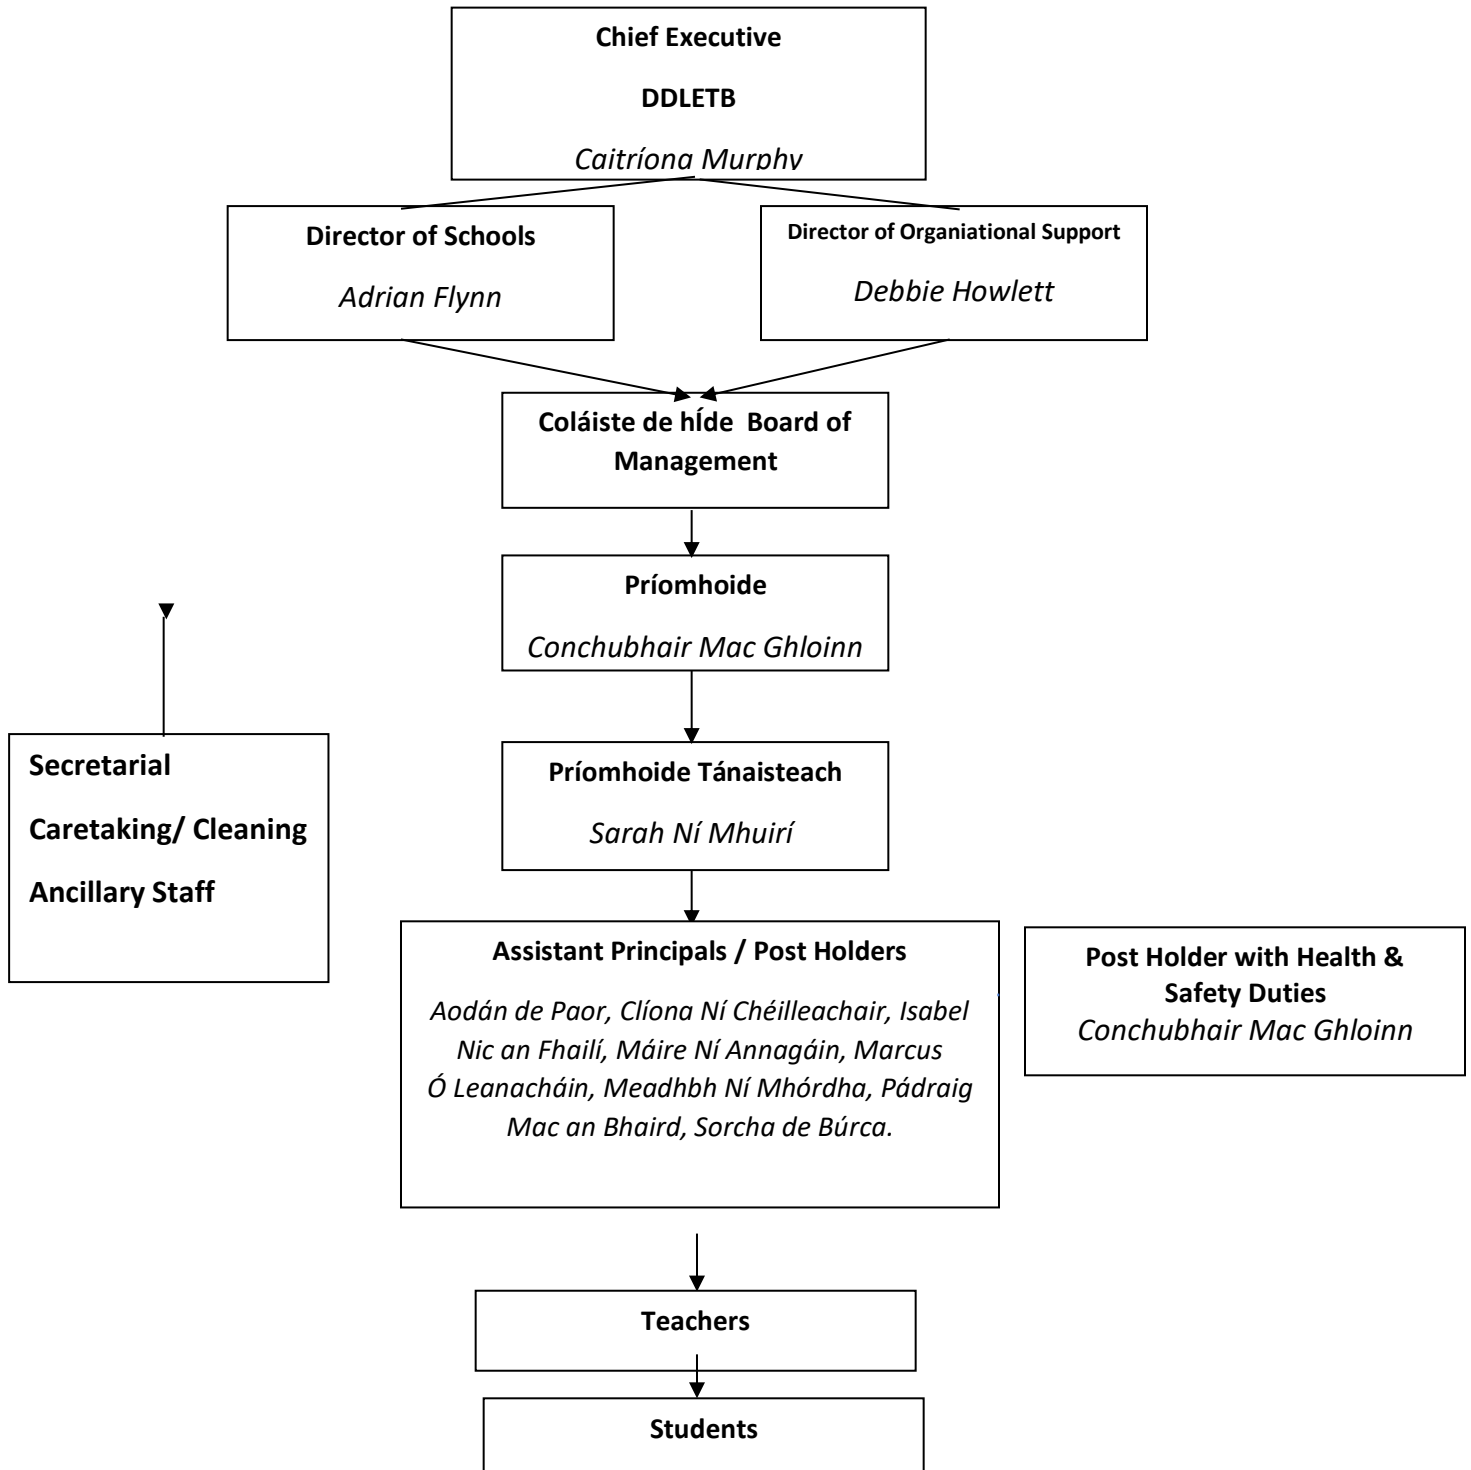 Chief Executive
DDLETB
Caitríona Murphy
Director of Schools
Adrian Flynn
Director of Organiational Support
Debbie Howlett
Coláiste de hÍde  Board of
Management
Príomhoide
Conchubhair Mac Ghloinn
Secretarial
Caretaking/ Cleaning
Ancillary Staff
Príomhoide Tánaisteach
Sarah Ní Mhuirí
Assistant Principals / Post Holders
Aodán de Paor, Clíona Ní Chéilleachair, Isabel
Nic an Fhailí, Máire Ní Annagáin, Marcus
Ó Leanacháin, Meadhbh Ní Mhórdha, Pádraig
Mac an Bhaird, Sorcha de Búrca.
Post Holder with Health &
Safety Duties
Conchubhair Mac Ghloinn
Teachers
Students